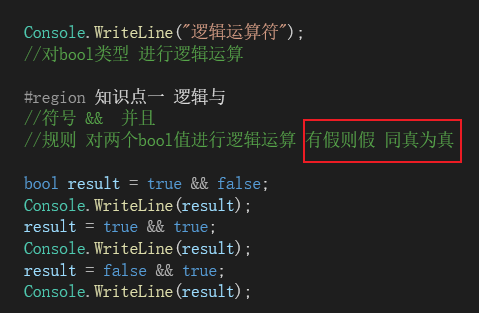 Console.WriteLine("逻辑运算符");
//对bool类型 进行逻辑运算
#region 知识点一 逻辑与
//符号 && 并且
//规则 对两个bool值进行逻辑运算 有假则假 同真为真
bool result = true && false;
Console.WriteLine(result);
result = true && true;
Console.WriteLine(result);
result = false && true;
Console.WriteLine(result);